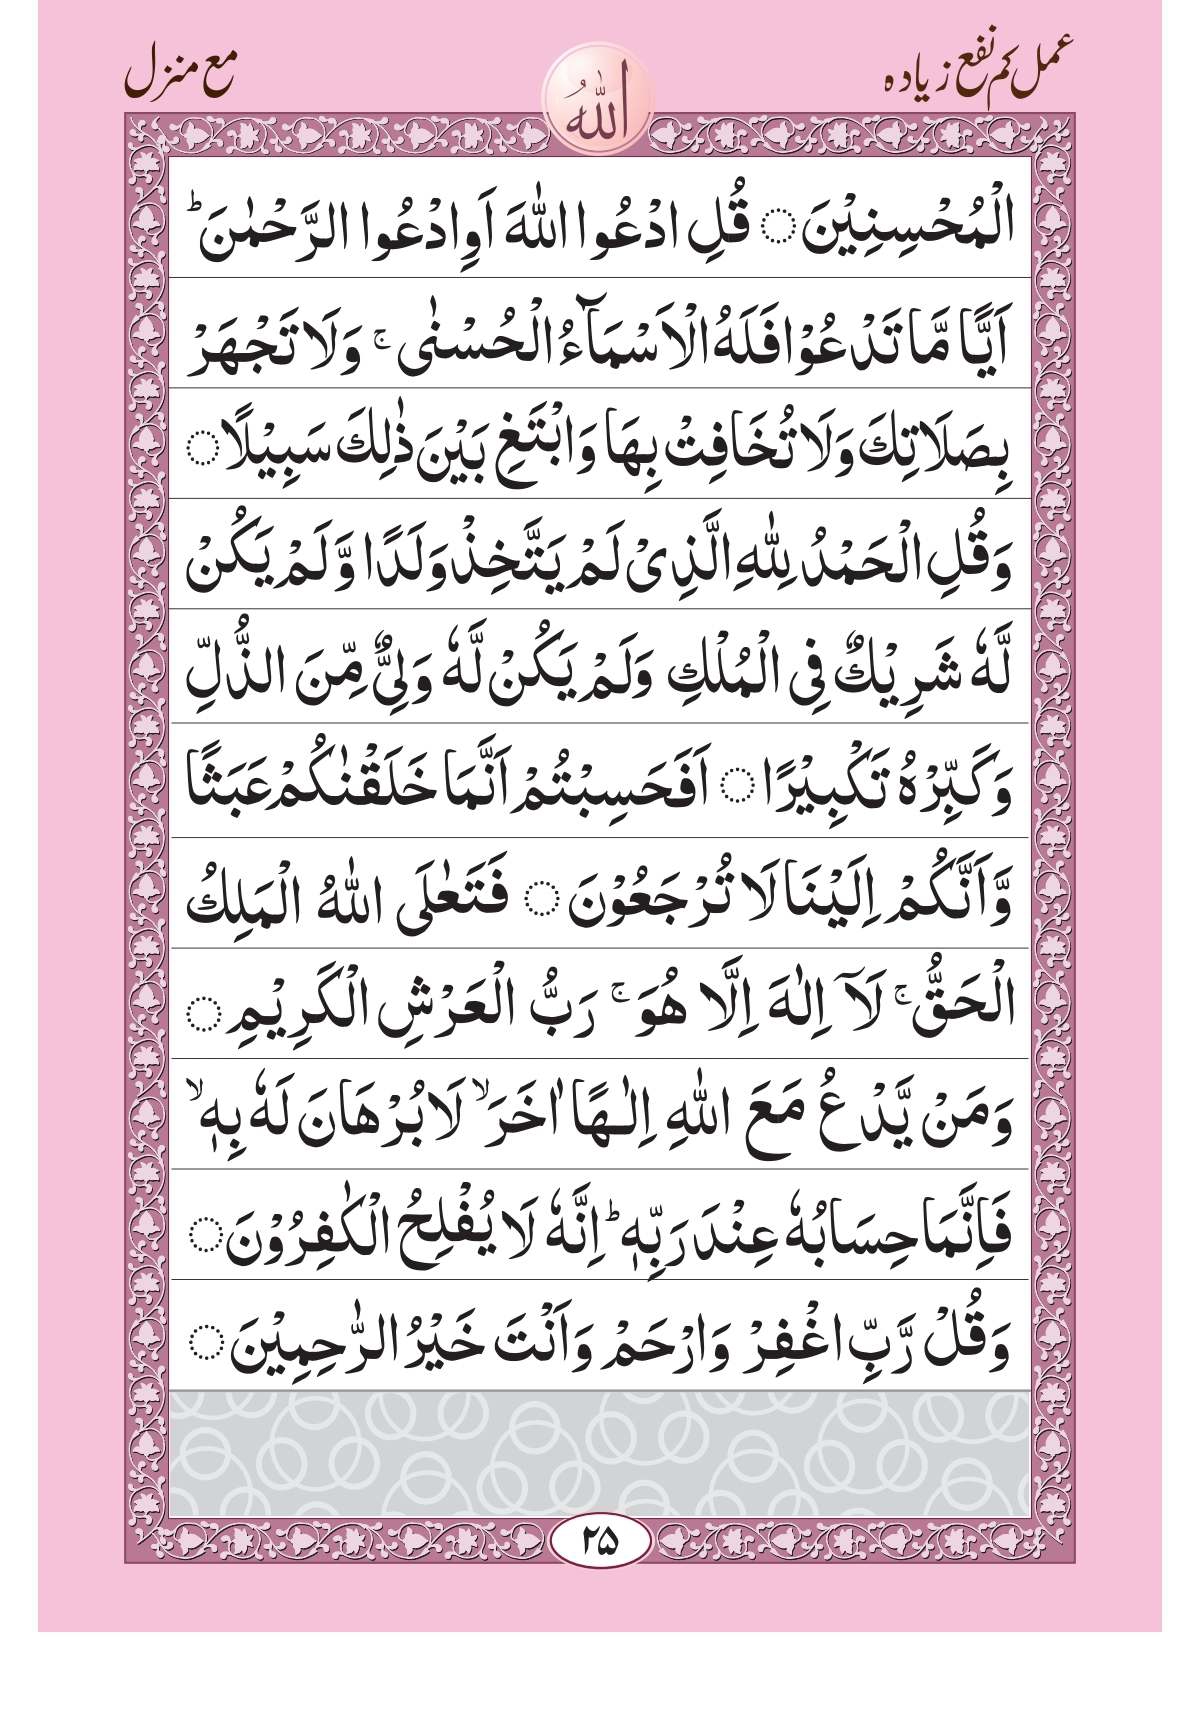 عمل کم نفع زیادہ
اللهُ
مع منزل
الْمُحْسِنِيْنَ ۝ قُلِ ادْعُوا اللّٰهَ اَوِادْعُوا الرَّحْمٰنَ ؕ
اَيًّا مَّا تَدْعُوْا فَلَهُ الْاَسْمَآءُ الْحُسْنٰى ۚ وَلَا تَجْهَرْ
بِصَلَاتِكَ وَلَا تُخَافِتْ بِهَا وَابْتَغِ بَيْنَ ذٰلِكَ سَبِيْلًا ۝
وَقُلِ الْحَمْدُ لِلّٰهِ الَّذِىْ لَمْ يَتَّخِذْ وَلَدًا وَّلَمْ يَكُنْ
لَّهٗ شَرِيْكٌ فِى الْمُلْكِ وَلَمْ يَكُنْ لَّهٗ وَلِىٌّ مِّنَ الذُّلِّ
وَكَبِّرْهُ تَكْبِيْرًا ۝ اَفَحَسِبْتُمْ اَنَّمَا خَلَقْنٰكُمْ عَبَثًا
وَّاَنَّكُمْ اِلَيْنَا لَا تُرْجَعُوْنَ ۝ فَتَعٰلَى اللّٰهُ الْمَلِكُ
الْحَقُّ ۚ لَآ اِلٰهَ اِلَّا هُوَ ۚ رَبُّ الْعَرْشِ الْكَرِيْمِ ۝
وَمَنْ يَّدْعُ مَعَ اللّٰهِ اِلٰـهًا اٰخَرَ ۙ لَا بُرْهَانَ لَهٗ بِهٖ ۙ
فَاِنَّمَا حِسَابُهٗ عِنْدَ رَبِّهٖ ؕ اِنَّهٗ لَا يُفْلِحُ الْكٰفِرُوْنَ ۝
وَقُلْ رَّبِّ اغْفِرْ وَارْحَمْ وَاَنْتَ خَيْرُ الرّٰحِمِيْنَ ۝
۲۵